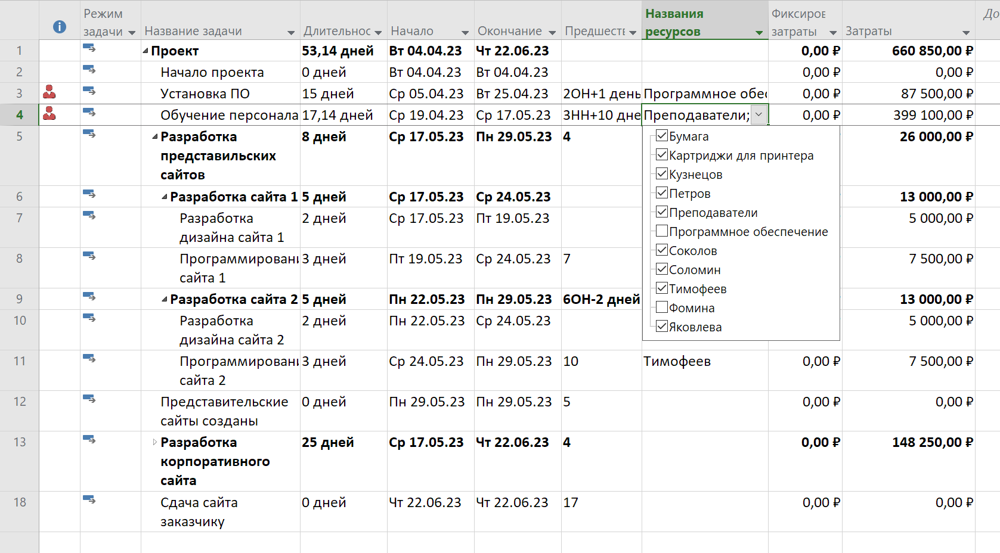 Режим задачи Название задачи Длительнос Начало Окончание Предшеств Названия ресурсов Фиксиров затраты Затраты До
1 Проект 53,14 дней Вт 04.04.23 Чт 22.06.23 0,00 ₽ 660 850,00 ₽
2 Начало проекта 0 дней Вт 04.04.23 Вт 04.04.23 0,00 ₽ 0,00 ₽
3 Установка ПО 15 дней Ср 05.04.23 Вт 25.04.23 2ОН+1 день Программное обес 0,00 ₽ 87 500,00 ₽
4 Обучение персонала 17,14 дней Ср 19.04.23 Ср 17.05.23 3НН+10 дне Преподаватели; 0,00 ₽ 399 100,00 ₽
5 Разработка 8 дней Ср 17.05.23 Пн 29.05.23 4 26 000,00 ₽
представильских
сайтов
6 Разработка сайта 1 5 дней Ср 17.05.23 Ср 24.05.23 13 000,00 ₽
7 Разработка 2 дней Ср 17.05.23 Пт 19.05.23 5 000,00 ₽
дизайна сайта 1
8 Программировани 3 дней Пт 19.05.23 Ср 24.05.23 7 7 500,00 ₽
сайта 1
9 Разработка сайта 2 5 дней Пн 22.05.23 Пн 29.05.23 6ОН-2 дней 13 000,00 ₽
10 Разработка 2 дней Пн 22.05.23 Ср 24.05.23 5 000,00 ₽
дизайна сайта 2
Бумага
Картриджи для принтера
Кузнецов
Петров
Преподаватели
Программное обеспечение
Соколов
Соломин
Тимофеев
Фомина
Яковлева
11 Программировани 3 дней Ср 24.05.23 Пн 29.05.23 10 Тимофеев 0,00 ₽ 7 500,00 ₽
сайта 2
12 Представительские 0 дней Пн 29.05.23 Пн 29.05.23 5 0,00 ₽ 0,00 ₽
сайты созданы
13 Разработка 25 дней Ср 17.05.23 Чт 22.06.23 4 0,00 ₽ 148 250,00 ₽
корпоративного
сайта
18 Сдача сайта 0 дней Чт 22.06.23 Чт 22.06.23 17 0,00 ₽ 0,00 ₽
заказчику